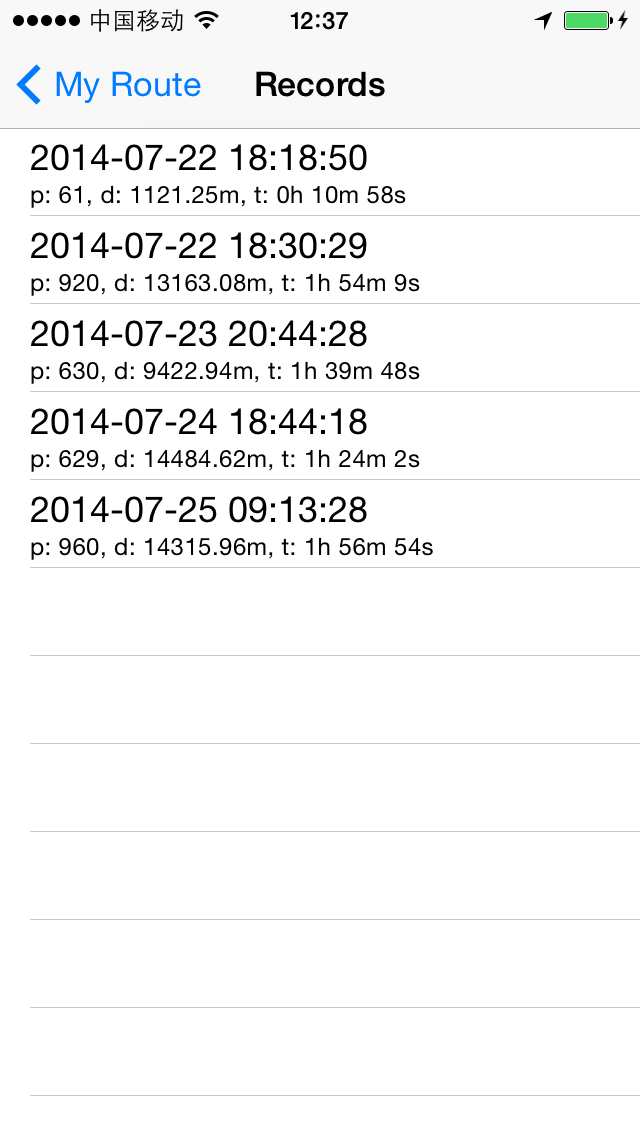 中国移动 12:37
My Route Records
2014-07-22 18:18:50
p: 61, d: 1121.25m, t: 0h 10m 58s
2014-07-22 18:30:29
p: 920, d: 13163.08m, t: 1h 54m 9s
2014-07-23 20:44:28
p: 630, d: 9422.94m, t: 1h 39m 48s
2014-07-24 18:44:18
p: 629, d: 14484.62m, t: 1h 24m 2s
2014-07-25 09:13:28
p: 960, d: 14315.96m, t: 1h 56m 54s